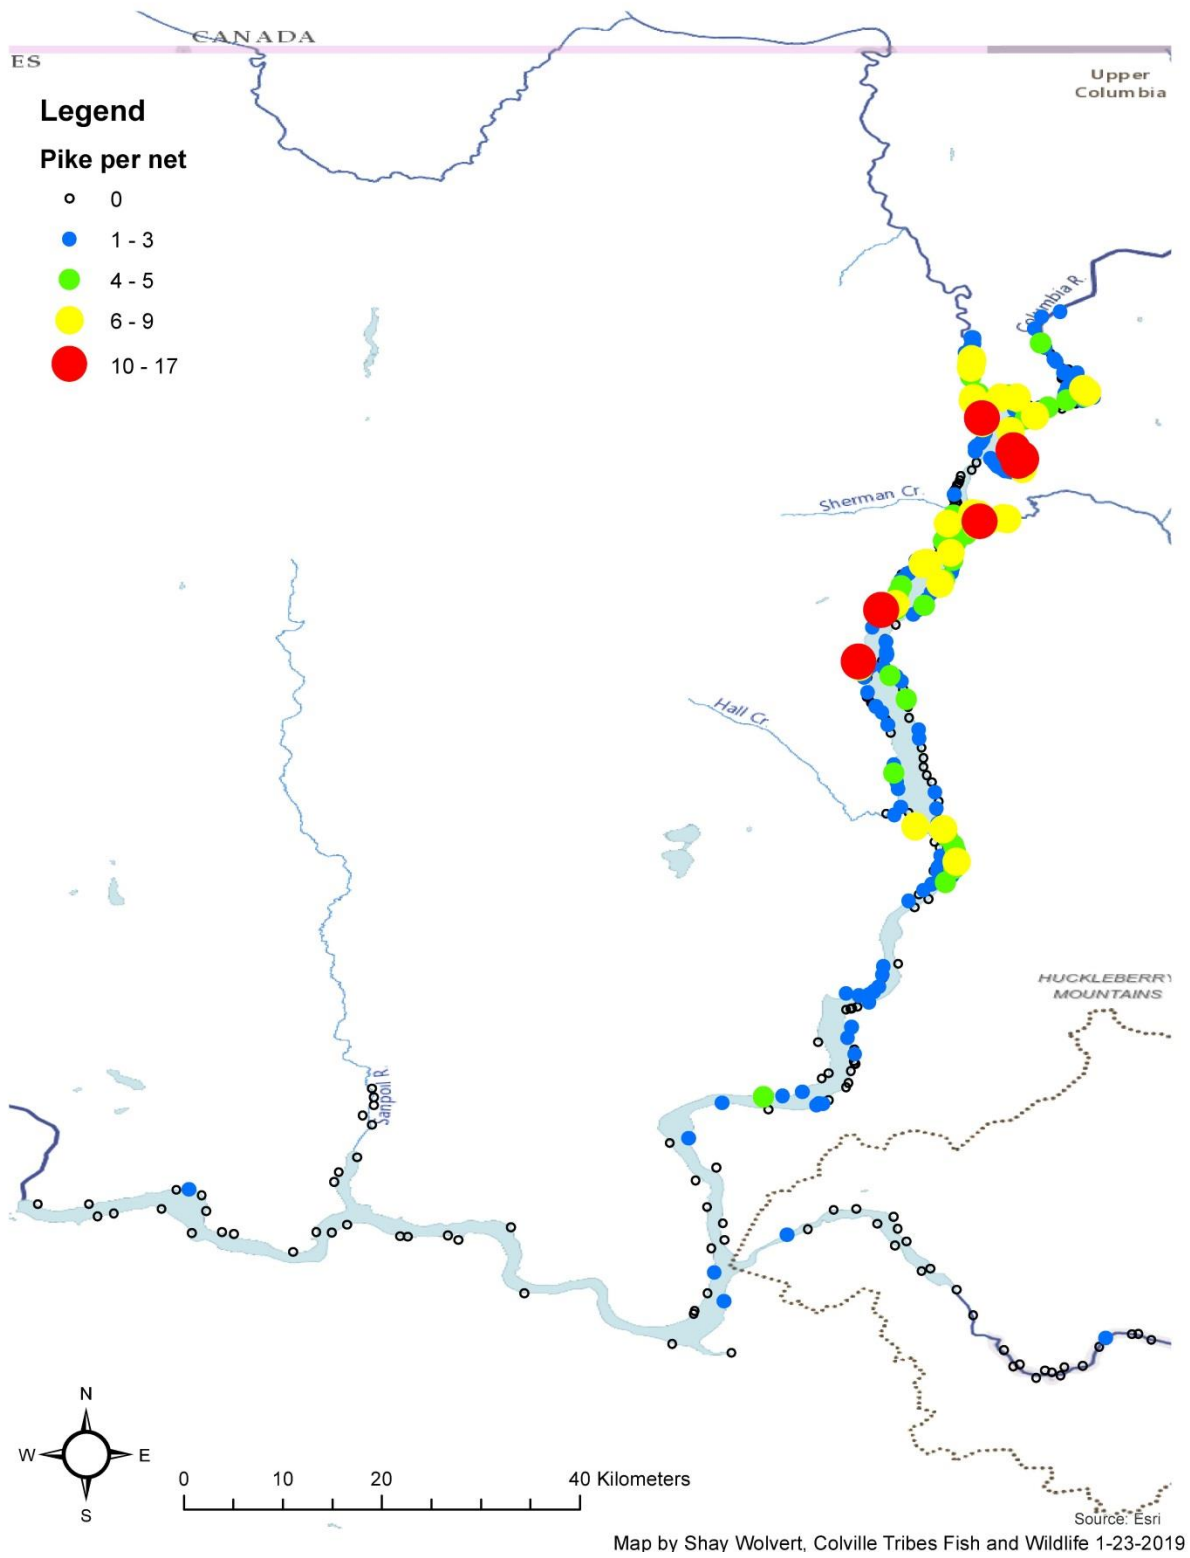 CANADA
ES
Upper
Columbia
Legend
Pike per net
0
1 - 3
4 - 5
6 - 9
10 - 17
Columbia R.
Sherman Cr.
Hall Cr.
HUCKLEBERRY
MOUNTAINS
Sanpoil R.
N
W
E
S
0 10 20 40 Kilometers
Source: Esri
Map by Shay Wolvert, Colville Tribes Fish and Wildlife 1-23-2019